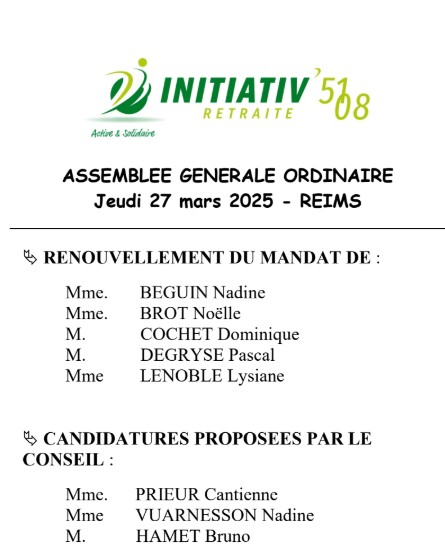 INITIATIV'5108
RETRAITE
Active & Solidaire
ASSEMBLEE GENERALE ORDINAIRE
Jeudi 27 mars 2025 - REIMS
RENOUVELLEMENT DU MANDAT DE :
Mme. BEGUIN Nadine
Mme. BROT Noëlle
M. COCHET Dominique
M. DEGRYSE Pascal
Mme LENOBLE Lysiane
CANDIDATURES PROPOSEES PAR LE
CONSEIL :
Mme. PRIEUR Cantienne
Mme VUARNESSON Nadine
M. HAMET Bruno